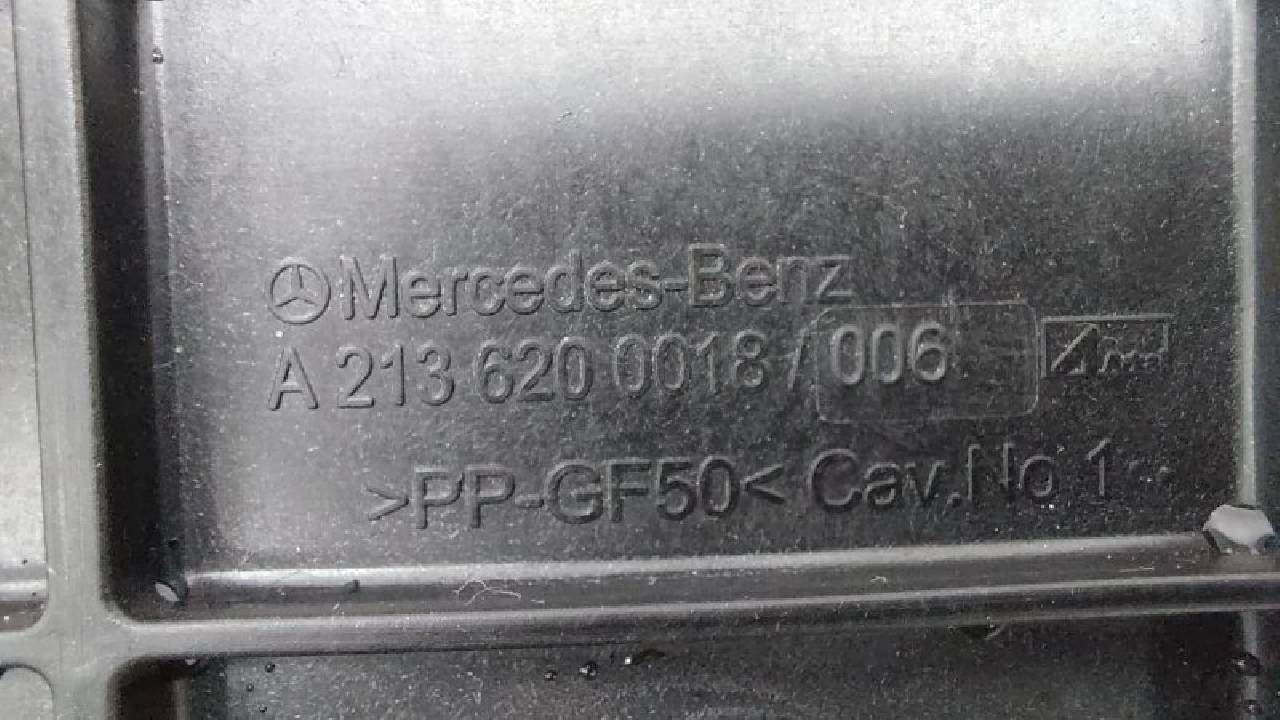 Mercedes-Benz
A 213 620 0018 / 006
>PP-GF50< Cav.No 1